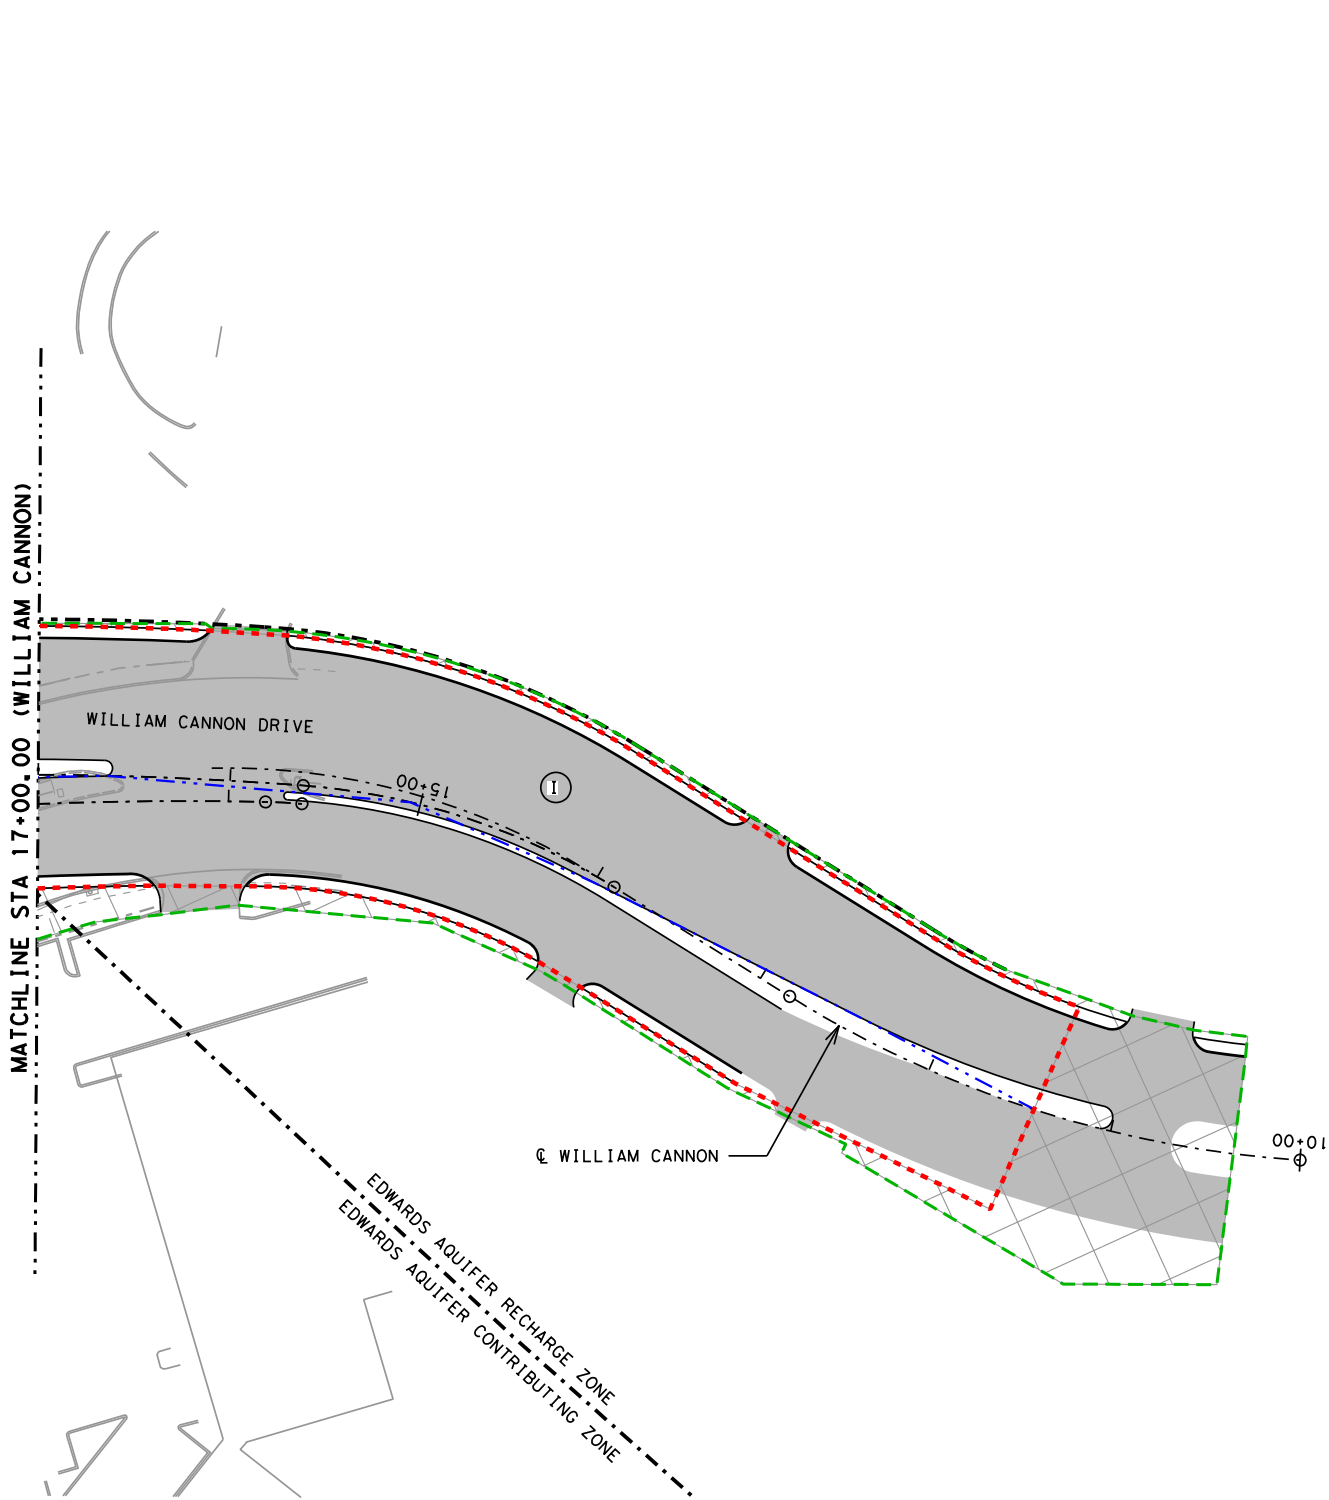 MATCHLINE STA 17+00.00 (WILLIAM CANNON)
WILLIAM CANNON DRIVE
15+00
I
℄ WILLIAM CANNON
10+00
EDWARDS AQUIFER RECHARGE ZONE
EDWARDS AQUIFER CONTRIBUTING ZONE